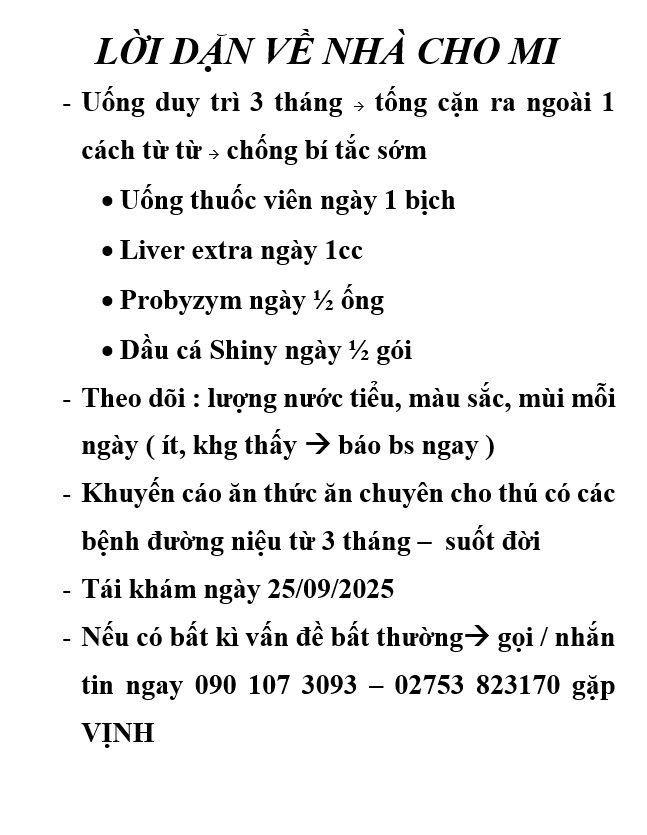 LỜI DẶN VỀ NHÀ CHO MI
- Uống duy trì 3 tháng → tống cặn ra ngoài 1
cách từ từ → chống bí tắc sớm
• Uống thuốc viên ngày 1 bịch
• Liver extra ngày 1cc
• Probyzym ngày ½ ống
• Dầu cá Shiny ngày ½ gói
- Theo dõi : lượng nước tiểu, màu sắc, mùi mỗi
ngày ( ít, khg thấy → báo bs ngay )
- Khuyến cáo ăn thức ăn chuyên cho thú có các
bệnh đường niệu từ 3 tháng – suốt đời
- Tái khám ngày 25/09/2025
- Nếu có bất kì vấn đề bất thường→ gọi / nhắn
tin ngay 090 107 3093 – 02753 823170 gặp
VỊNH